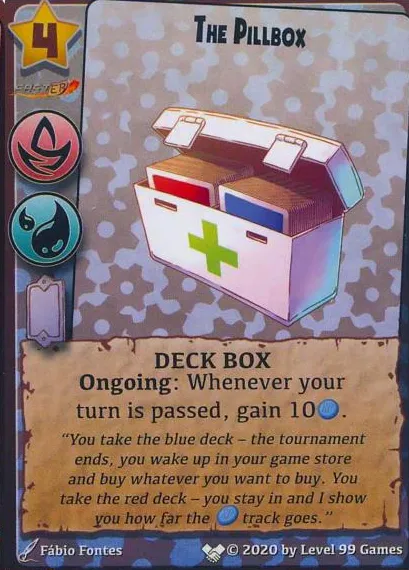 THE PILLBOX
4
FASTER
DECK BOX
Ongoing: Whenever your
turn is passed, gain 10 .
“You take the blue deck – the tournament
ends, you wake up in your game store
and buy whatever you want to buy. You
take the red deck – you stay in and I show
you how far the track goes.”
Fábio Fontes
© 2020 by Level 99 Games